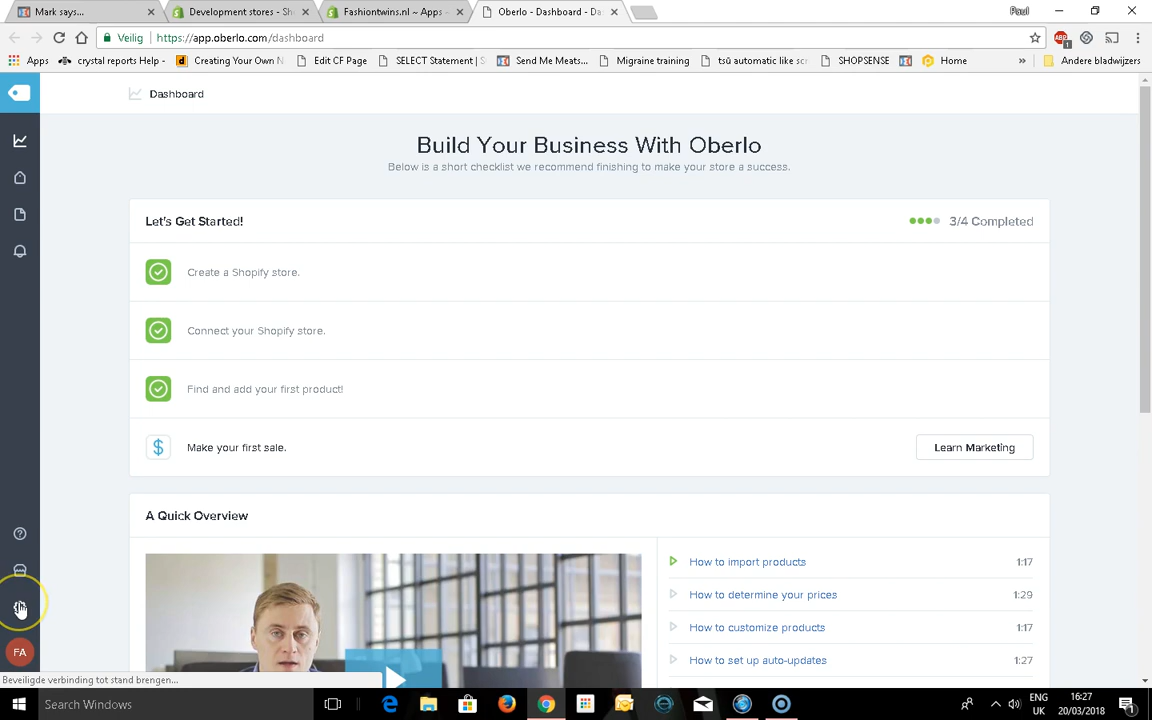 Mark says...
Development stores - Sh
Fashiontwins.nl ~ Apps ~
Oberlo - Dashboard - Da
Paul
Veilig
https://app.oberlo.com/dashboard
Apps
crystal reports Help -
Creating Your Own N
Edit CF Page
SELECT Statement | S
Send Me Meats...
Migraine training
tsū automatic like scr
SHOPSENSE
Home
»
Andere bladwijzers
Dashboard
Build Your Business With Oberlo
Below is a short checklist we recommend finishing to make your store a success.
Let's Get Started!
3/4 Completed
Create a Shopify store.
Connect your Shopify store.
Find and add your first product!
$ Make your first sale.
Learn Marketing
A Quick Overview
How to import products 1:17
How to determine your prices 1:29
How to customize products 1:17
How to set up auto-updates 1:27
FA
Beveiligde verbinding tot stand brengen...
Search Windows
ENG
UK
16:27
20/03/2018